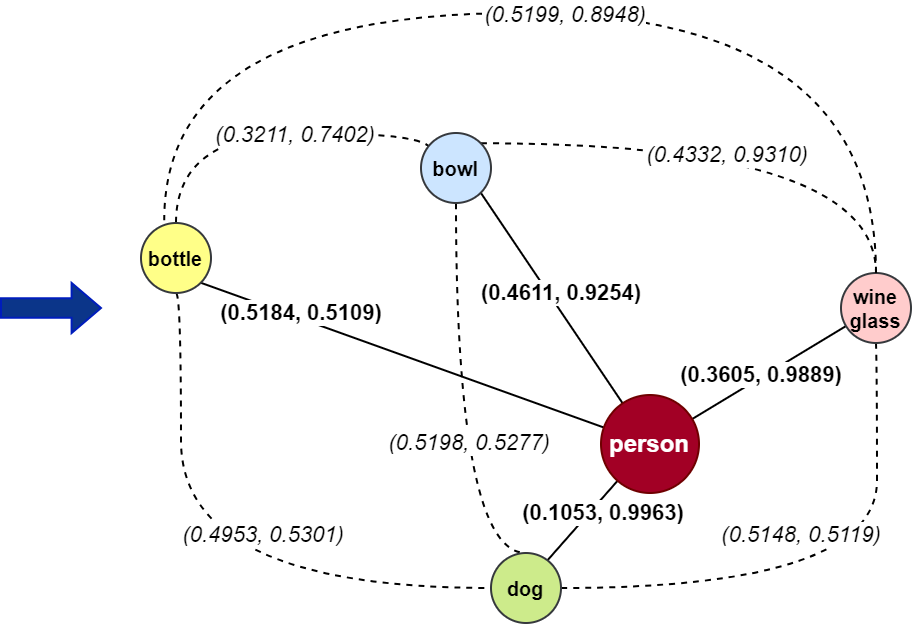 (0.5199, 0.8948)
(0.3211, 0.7402)
(0.4332, 0.9310)
bowl
bottle
wine
glass
(0.4611, 0.9254)
(0.5184, 0.5109)
(0.3605, 0.9889)
person
(0.5198, 0.5277)
(0.1053, 0.9963)
(0.4953, 0.5301)
(0.5148, 0.5119)
dog